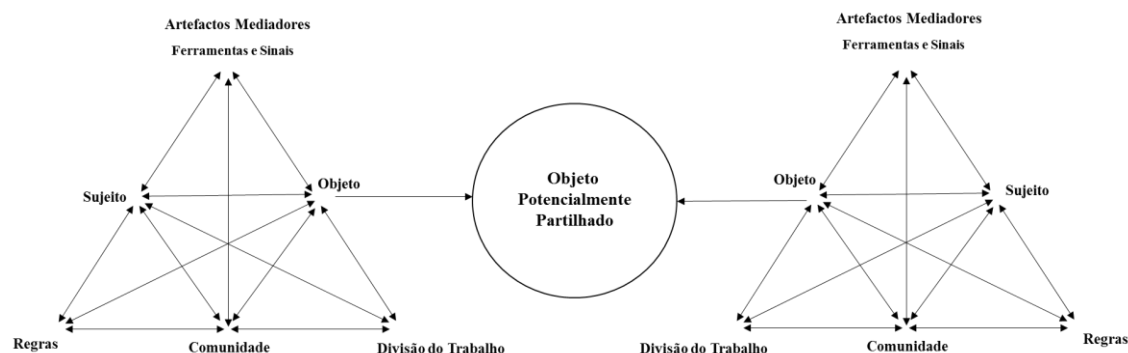 Artefactos Mediadores
Ferramentas e Sinais
Sujeito
Objeto
Regras
Comunidade
Divisão do Trabalho
Objeto
Potencialmente
Partilhado
Artefactos Mediadores
Ferramentas e Sinais
Objeto
Sujeito
Divisão do Trabalho
Comunidade
Regras